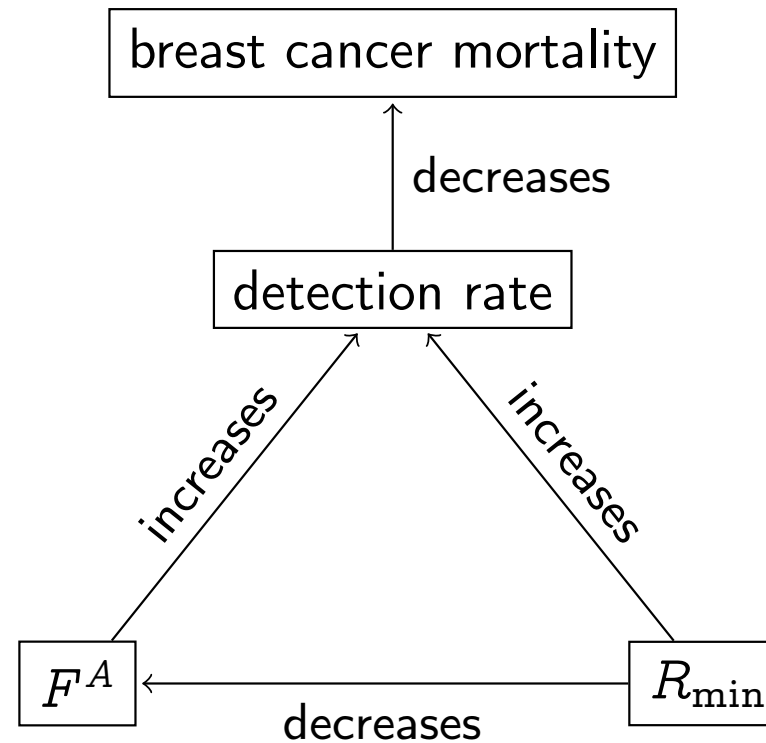 breast cancer mortality
decreases
detection rate
increases
increases
F^A
R_min
decreases